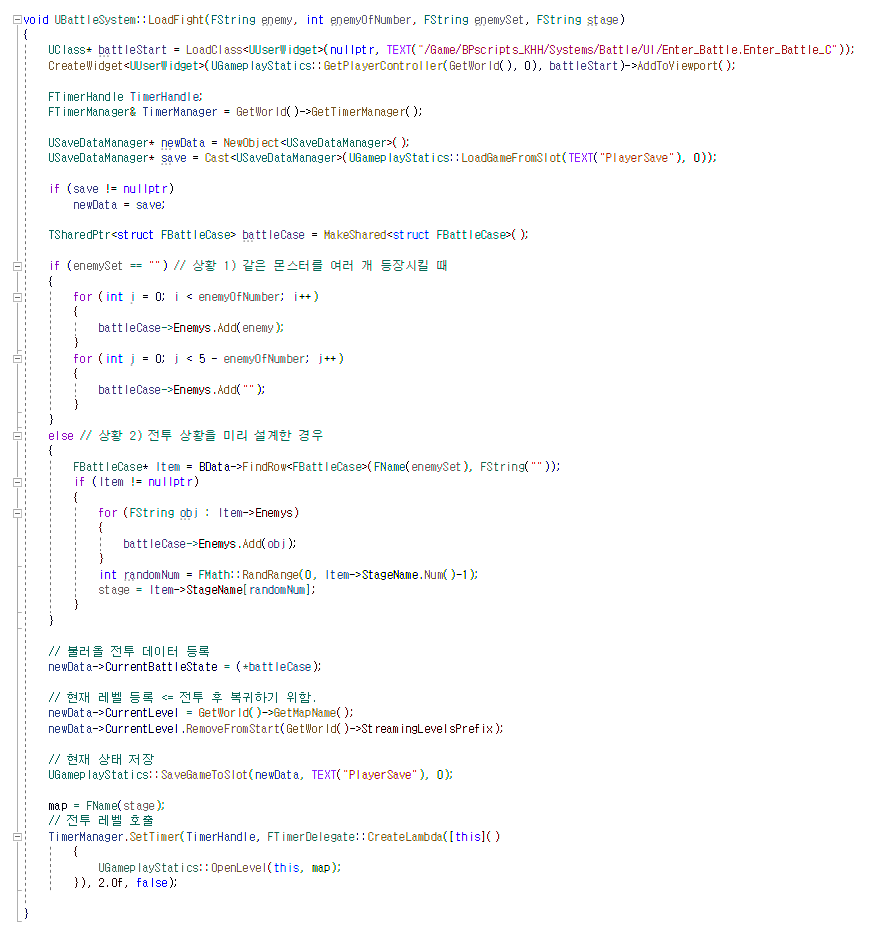 void UBattleSystem::LoadFight(FString enemy, int enemyOfNumber, FString enemySet, FString stage)
{
UClass* battleStart = LoadClass<UUserWidget>(nullptr, TEXT("/Game/BPscripts_KHH/Systems/Battle/UI/Enter_Battle.Enter_Battle_C"));
CreateWidget<UUserWidget>(UGameplayStatics::GetPlayerController(GetWorld(), 0), battleStart)->AddToViewport();
FTimerHandle TimerHandle;
FTimerManager& TimerManager = GetWorld()->GetTimerManager();
USaveDataManager* newData = NewObject<USaveDataManager>();
USaveDataManager* save = Cast<USaveDataManager>(UGameplayStatics::LoadGameFromSlot(TEXT("PlayerSave"), 0));
if (save != nullptr)
newData = save;
TSharedPtr<struct FBattleCase> battleCase = MakeShared<struct FBattleCase>();
if (enemySet == "") // 상황 1) 같은 몬스터를 여러 개 등장시킬 때
{
for (int i = 0; i < enemyOfNumber; i++)
{
battleCase->Enemys.Add(enemy);
}
for (int j = 0; j < 5 - enemyOfNumber; j++)
{
battleCase->Enemys.Add("");
}
}
else // 상황 2) 전투 상황을 미리 설계한 경우
{
FBattleCase* Item = BData->FindRow<FBattleCase>(FName(enemySet), FString(""));
if (Item != nullptr)
{
for (FString obj : Item->Enemys)
{
battleCase->Enemys.Add(obj);
}
int randomNum = FMath::RandRange(0, Item->StageName.Num()-1);
stage = Item->StageName[randomNum];
}
}
// 불러올 전투 데이터 등록
newData->CurrentBattleState = (*battleCase);
// 현재 레벨 등록 <= 전투 후 복귀하기 위함.
newData->CurrentLevel = GetWorld()->GetMapName();
newData->CurrentLevel.RemoveFromStart(GetWorld()->StreamingLevelsPrefix);
// 현재 상태 저장
UGameplayStatics::SaveGameToSlot(newData, TEXT("PlayerSave"), 0);
map = FName(stage);
// 전투 레벨 호출
TimerManager.SetTimer(TimerHandle, FTimerDelegate::CreateLambda([this]()
{
UGameplayStatics::OpenLevel(this, map);
}), 2.0f, false);
}